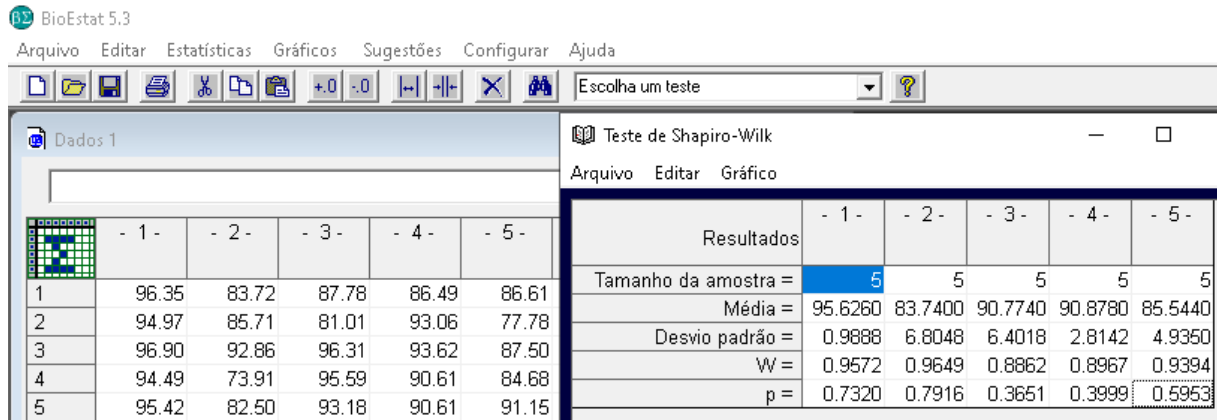 BioEstat 5.3
Arquivo Editar Estatísticas Gráficos Sugestões Configurar Ajuda
+.0 -.0 Escolha um teste
Dados 1
- 1 - - 2 - - 3 - - 4 - - 5 -
1 96.35 83.72 87.78 86.49 86.61
2 94.97 85.71 81.01 93.06 77.78
3 96.90 92.86 96.31 93.62 87.50
4 94.49 73.91 95.59 90.61 84.68
5 95.42 82.50 93.18 90.61 91.15
Teste de Shapiro-Wilk
Arquivo Editar Gráfico
Resultados - 1 - - 2 - - 3 - - 4 - - 5 -
Tamanho da amostra = 5 5 5 5 5
Média = 95.6260 83.7400 90.7740 90.8780 85.5440
Desvio padrão = 0.9888 6.8048 6.4018 2.8142 4.9350
W = 0.9572 0.9649 0.8862 0.8967 0.9394
p = 0.7320 0.7916 0.3651 0.3999 0.5953